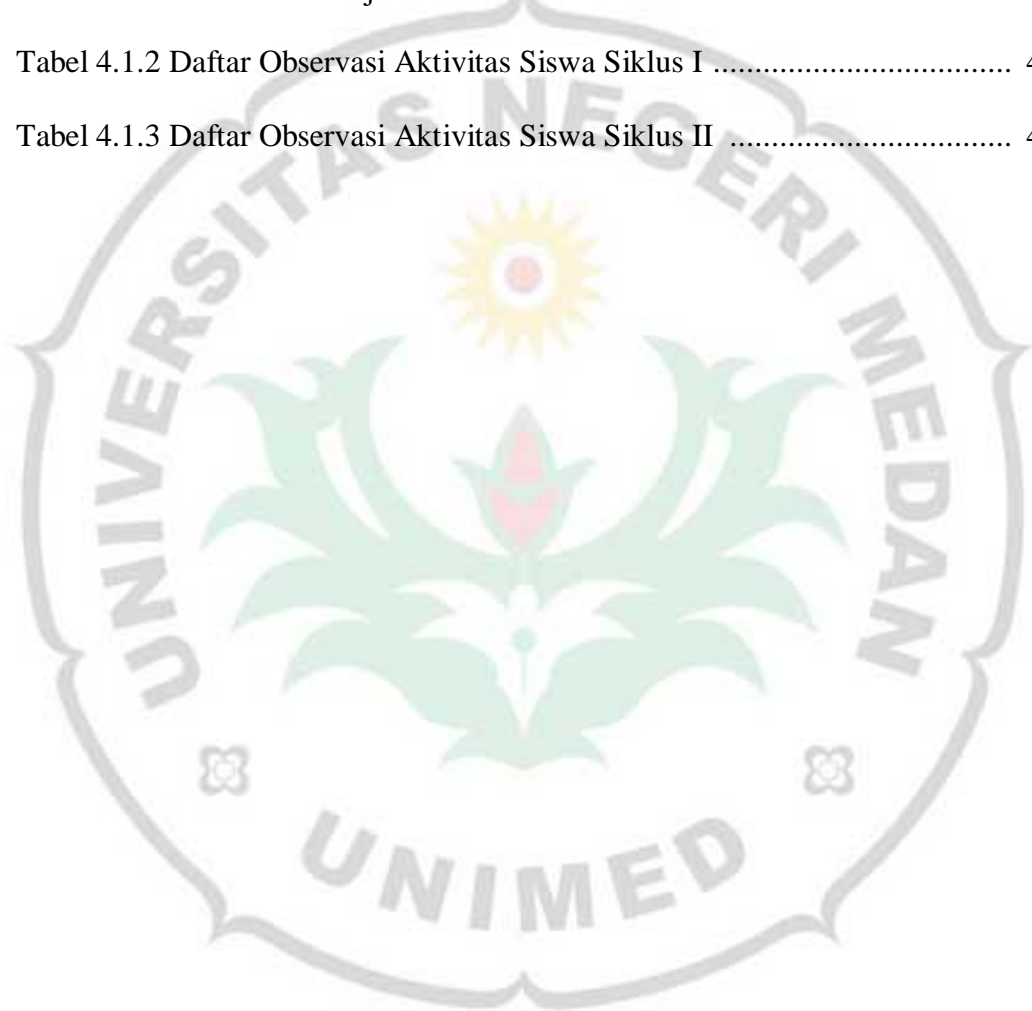 Tabel 4.1.2 Daftar Observasi Aktivitas Siswa Siklus I ................................... 4
Tabel 4.1.3 Daftar Observasi Aktivitas Siswa Siklus II ................................. 4
UNIVERSITAS NEGERI MEDAN
UNIMED